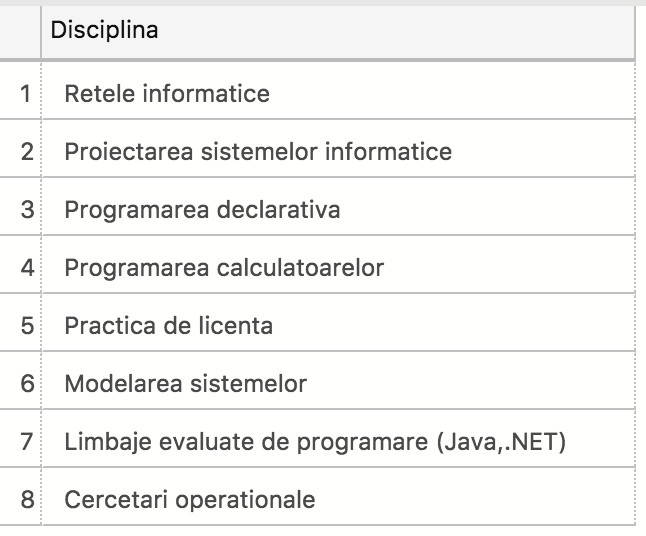 Disciplina
1 Retele informatice
2 Proiectarea sistemelor informatice
3 Programarea declarativa
4 Programarea calculatoarelor
5 Practica de licenta
6 Modelarea sistemelor
7 Limbaje evaluate de programare (Java,.NET)
8 Cercetari operationale